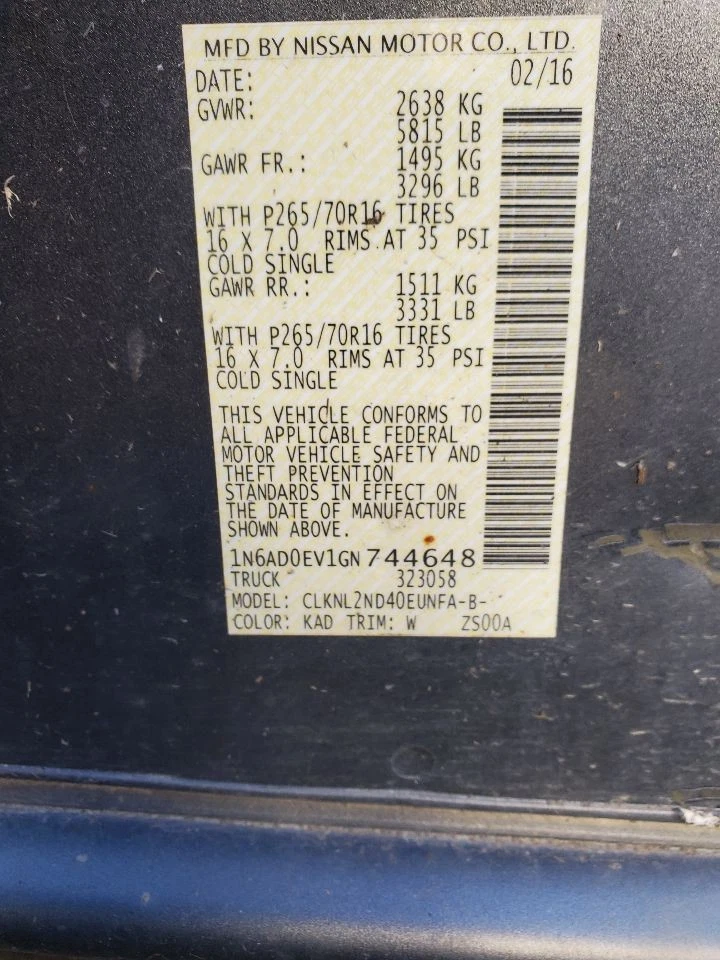 MFD BY NISSAN MOTOR CO., LTD.
DATE: 02/16
GVWR: 2638 KG
5815 LB
GAWR FR.: 1495 KG
3296 LB
WITH P265/70R16 TIRES
16 X 7.0 RIMS AT 35 PSI
COLD SINGLE
GAWR RR.: 1511 KG
3331 LB
WITH P265/70R16 TIRES
16 X 7.0 RIMS AT 35 PSI
COLD SINGLE
THIS VEHICLE CONFORMS TO
ALL APPLICABLE FEDERAL
MOTOR VEHICLE SAFETY AND
THEFT PREVENTION
STANDARDS IN EFFECT ON
THE DATE OF MANUFACTURE
SHOWN ABOVE.
1N6AD0EV1GN744648
TRUCK 323058
MODEL: CLKNL2ND40EUNFA-B-
COLOR: KAD TRIM: W ZS00A